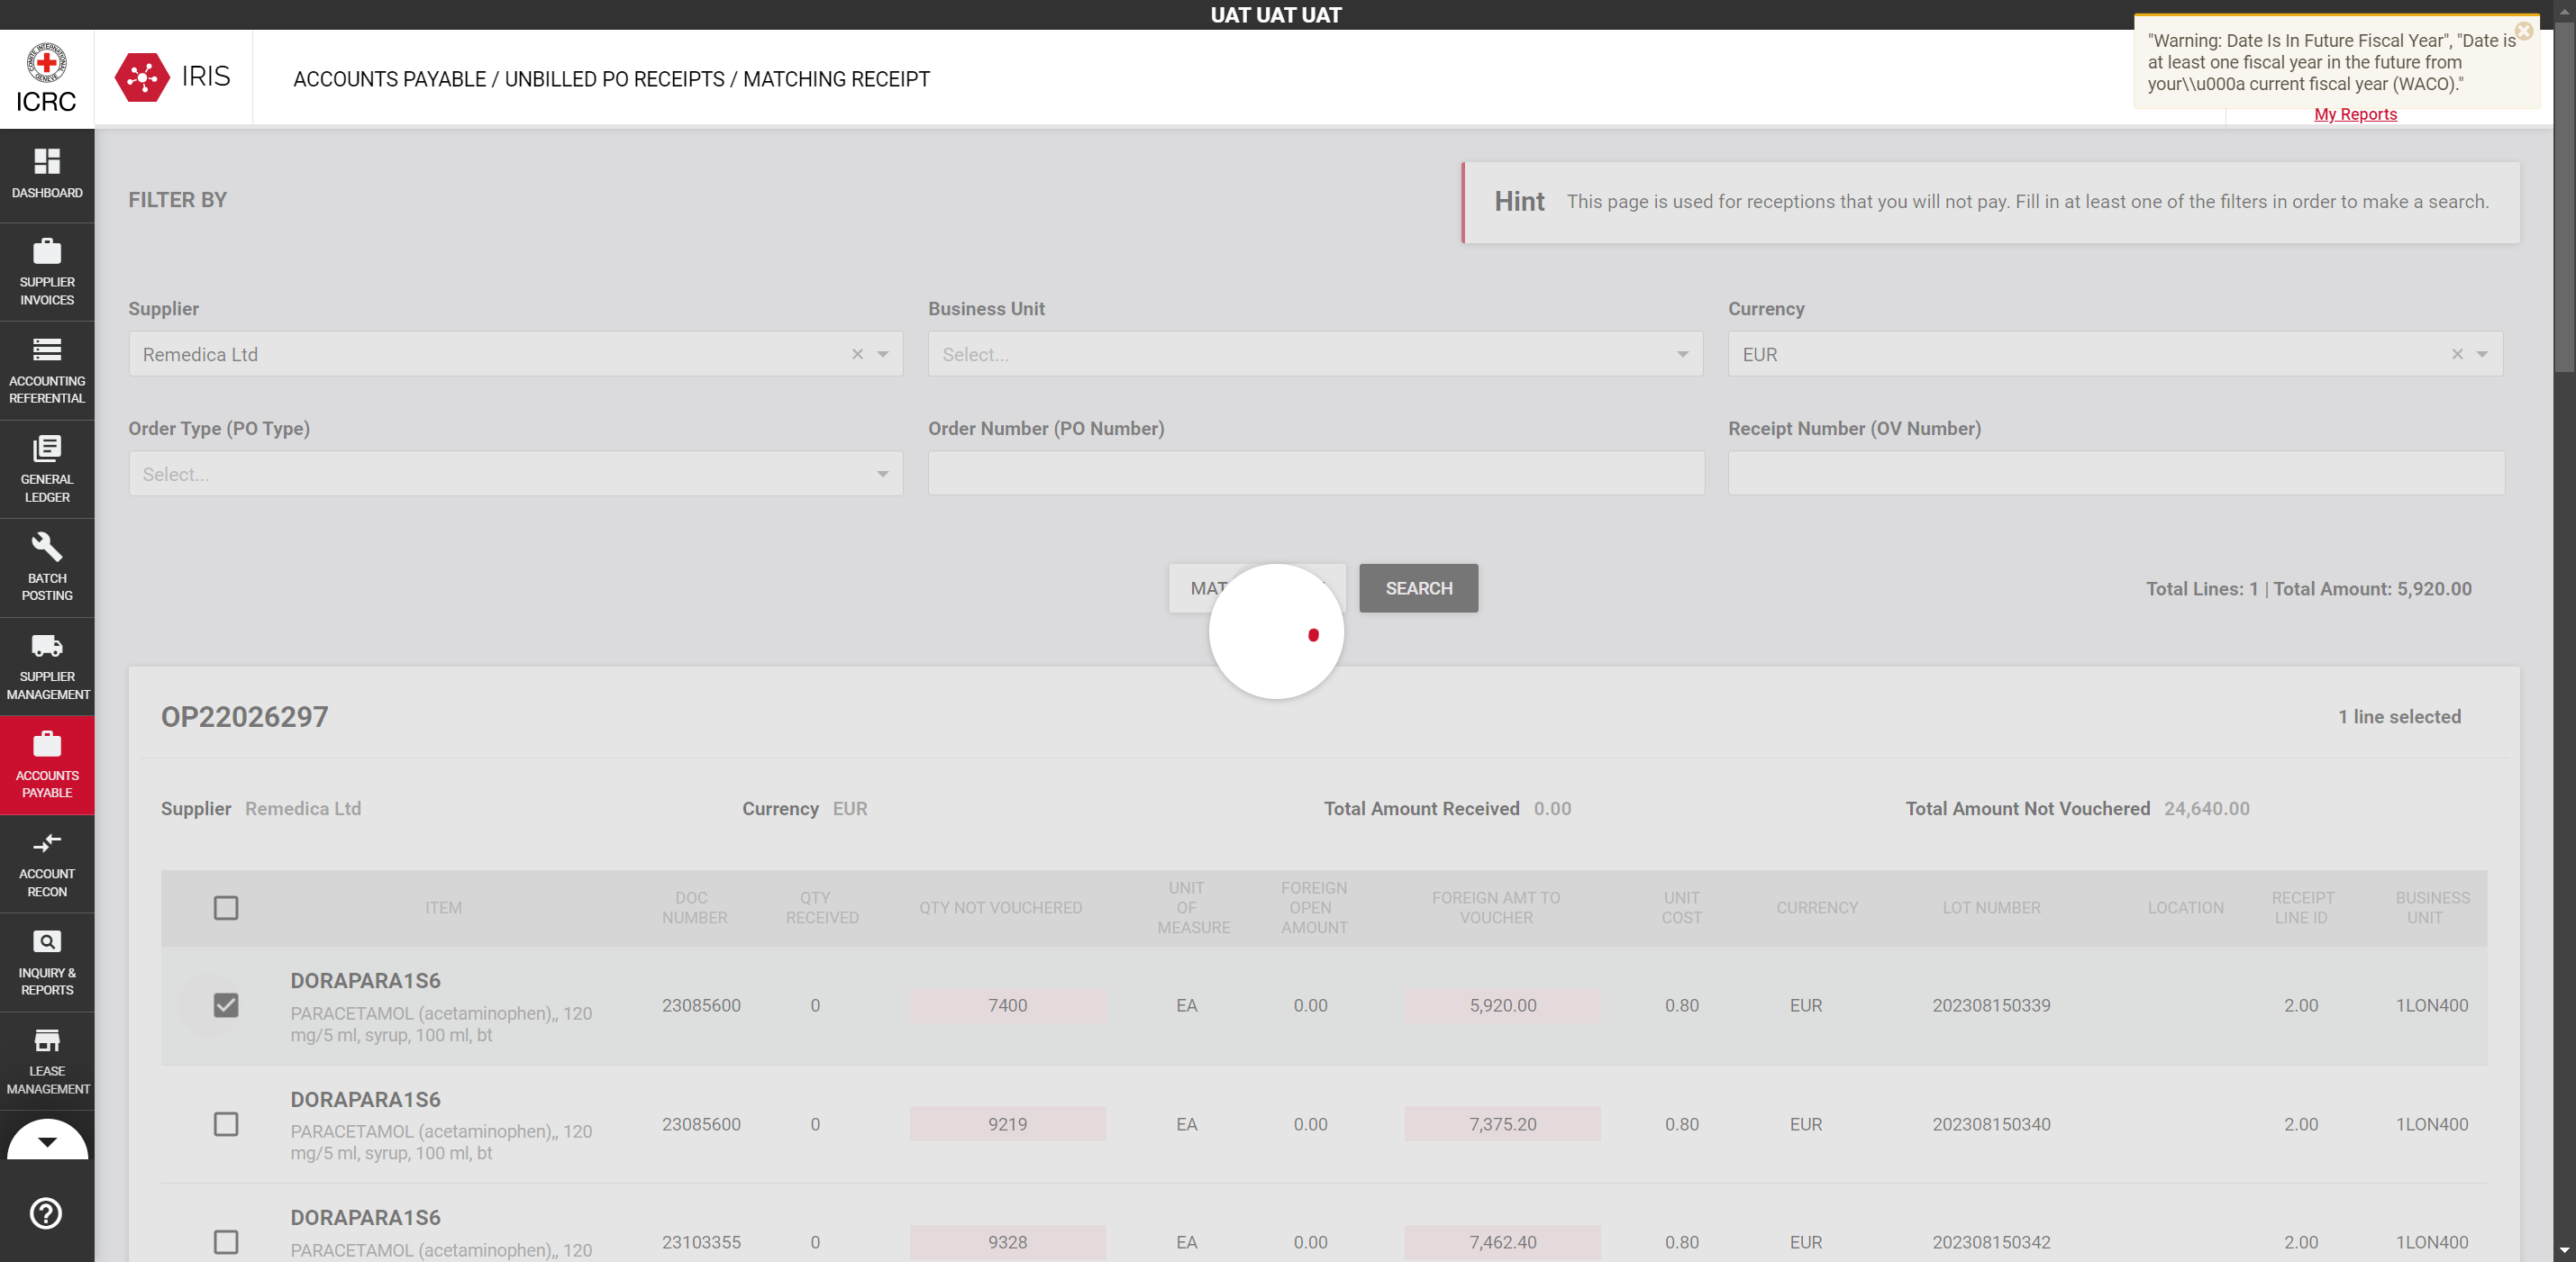 UAT UAT UAT
"Warning: Date Is In Future Fiscal Year", "Date is
at least one fiscal year in the future from
your\\u000a current fiscal year (WACO)."
COMITE INTERNATIONAL GENEVE
ICRC
IRIS
ACCOUNTS PAYABLE / UNBILLED PO RECEIPTS / MATCHING RECEIPT
My Reports
DASHBOARD
SUPPLIER
INVOICES
ACCOUNTING
REFERENTIAL
GENERAL
LEDGER
BATCH
POSTING
SUPPLIER
MANAGEMENT
ACCOUNTS
PAYABLE
ACCOUNT
RECON
INQUIRY &
REPORTS
LEASE
MANAGEMENT
FILTER BY
Hint This page is used for receptions that you will not pay. Fill in at least one of the filters in order to make a search.
Supplier Business Unit Currency
Remedica Ltd Select... EUR
Order Type (PO Type) Order Number (PO Number) Receipt Number (OV Number)
Select...
MAT SEARCH Total Lines: 1 | Total Amount: 5,920.00
OP22026297 1 line selected
Supplier Remedica Ltd Currency EUR Total Amount Received 0.00 Total Amount Not Vouchered 24,640.00
ITEM DOC NUMBER QTY RECEIVED QTY NOT VOUCHERED UNIT OF MEASURE FOREIGN OPEN AMOUNT FOREIGN AMT TO VOUCHER UNIT COST CURRENCY LOT NUMBER LOCATION RECEIPT LINE ID BUSINESS UNIT
DORAPARA1S6
PARACETAMOL (acetaminophen),, 120
mg/5 ml, syrup, 100 ml, bt
23085600 0 7400 EA 0.00 5,920.00 0.80 EUR 202308150339 2.00 1LON400
DORAPARA1S6
PARACETAMOL (acetaminophen),, 120
mg/5 ml, syrup, 100 ml, bt
23085600 0 9219 EA 0.00 7,375.20 0.80 EUR 202308150340 2.00 1LON400
DORAPARA1S6
PARACETAMOL (acetaminophen),, 120
23103355 0 9328 EA 0.00 7,462.40 0.80 EUR 202308150342 2.00 1LON400